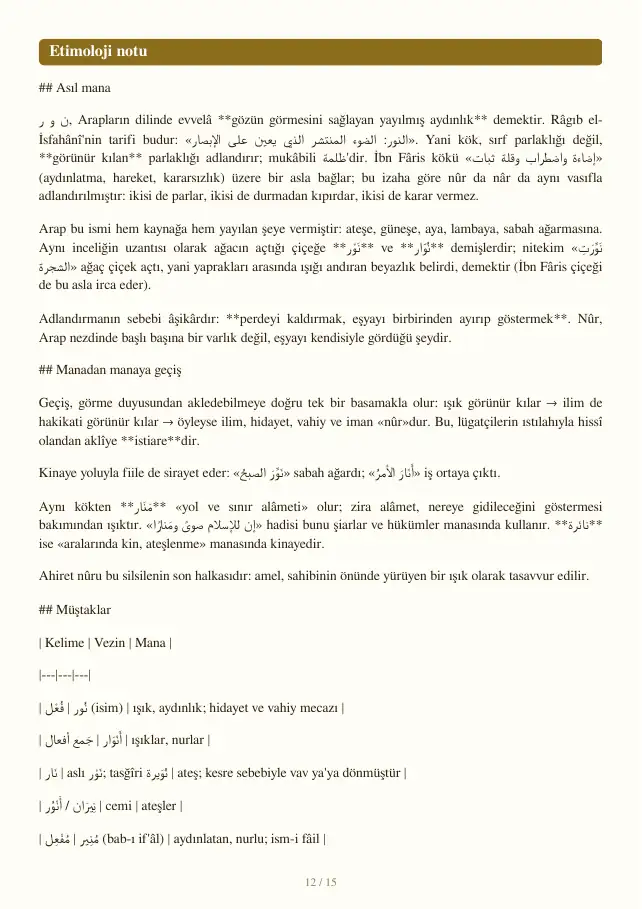 Etimoloji notu
## Asıl mana
ن و ر, Arapların dilinde evvelâ **gözün görmesini sağlayan yayılmış aydınlık** demektir. Râgıb el-
İsfahânî'nin tarifi budur: «النور: الضوء المنتشر الذي يعين على الإبصار». Yani kök, sırf parlaklığı değil,
**görünür kılan** parlaklığı adlandırır; mukâbili ظلمة'dir. İbn Fâris kökü «إضاءة واضطراب وقلة ثبات»
(aydınlatma, hareket, kararsızlık) üzere bir asla bağlar; bu izaha göre nûr da nâr da aynı vasıfla
adlandırılmıştır: ikisi de parlar, ikisi de durmadan kıpırdar, ikisi de karar vermez.
Arap bu ismi hem kaynağa hem yayılan şeye vermiştir: ateşe, güneşe, aya, lambaya, sabah ağarmasına.
Aynı inceliğin uzantısı olarak ağacın açtığı çiçeğe **نَوْر** ve **نُوَّار** demişlerdir; nitekim «نَوَّرَتِ
الشجرة» ağaç çiçek açtı, yani yaprakları arasında ışığı andıran beyazlık belirdi, demektir (İbn Fâris çiçeği
de bu asla irca eder).
Adlandırmanın sebebi âşikârdır: **perdeyi kaldırmak, eşyayı birbirinden ayırıp göstermek**. Nûr,
Arap nezdinde başlı başına bir varlık değil, eşyayı kendisiyle gördüğü şeydir.
## Manadan manaya geçiş
Geçiş, görme duyusundan akledebilmeye doğru tek bir basamakla olur: ışık görünür kılar → ilim de
hakikati görünür kılar → öyleyse ilim, hidayet, vahiy ve iman «nûr»dur. Bu, lügatçilerin ıstılahıyla hissî
olandan aklîye **istiare**dir.
Kinaye yoluyla fiile de sirayet eder: «نَوَّر الصبحُ» sabah ağardı; «أَنَارَ الأمرُ» iş ortaya çıktı.
Aynı kökten **مَنَار** «yol ve sınır alâmeti» olur; zira alâmet, nereye gidileceğini göstermesi
bakımından ışıktır. «إن للإسلام صوىً ومَنارًا» hadisi bunu şiarlar ve hükümler manasında kullanır. **نائرة**
ise «aralarında kin, ateşlenme» manasında kinayedir.
Ahiret nûru bu silsilenin son halkasıdır: amel, sahibinin önünde yürüyen bir ışık olarak tasavvur edilir.
## Müştaklar
| Kelime | Vezin | Mana |
|---|---|---|
| نُور | فُعْل (isim) | ışık, aydınlık; hidayet ve vahiy mecazı |
| أَنْوَار | جَمع أفعال | ışıklar, nurlar |
| نَار | aslı نَوَر; tasğîri نُوَيرة | ateş; kesre sebebiyle vav ya'ya dönmüştür |
| نِيرَان / أَنْوُر | cemi | ateşler |
| مُنِير | مُفْعِل (bab-ı if'âl) | aydınlatan, nurlu; ism-i fâil |
12 / 15